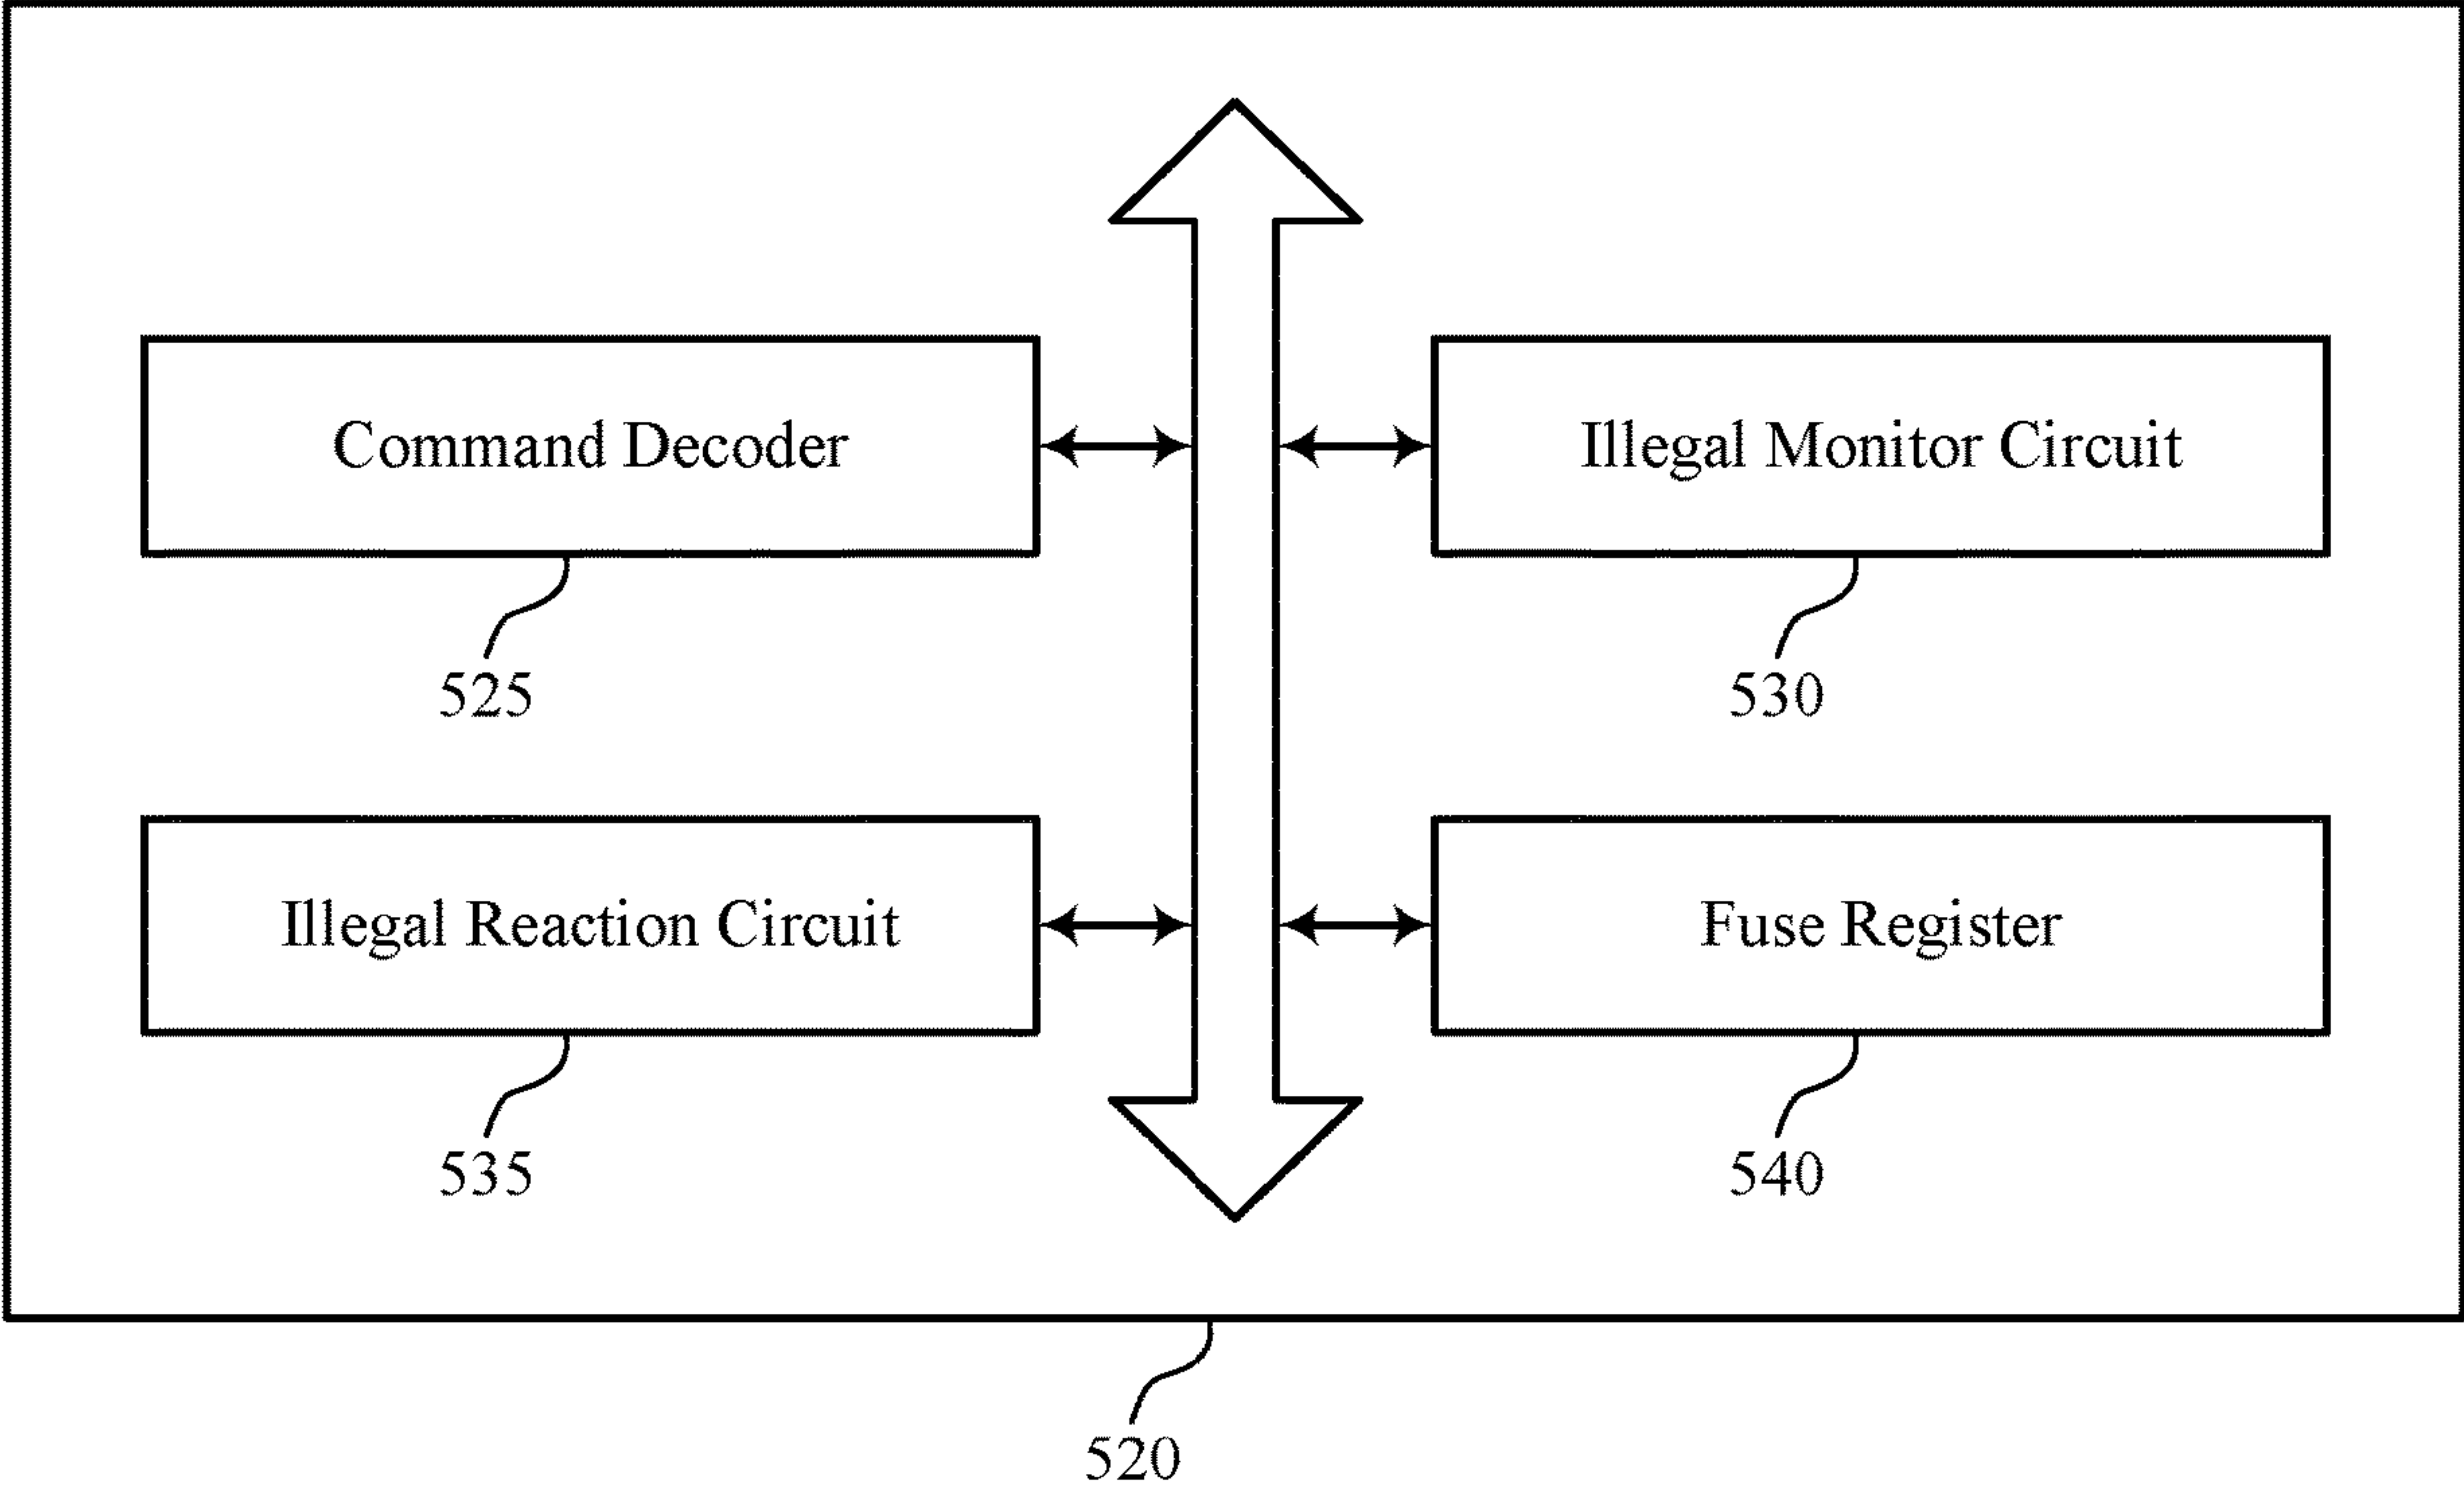 Command Decoder
Illegal Monitor Circuit
525
530
Illegal Reaction Circuit
Fuse Register
535
540
520